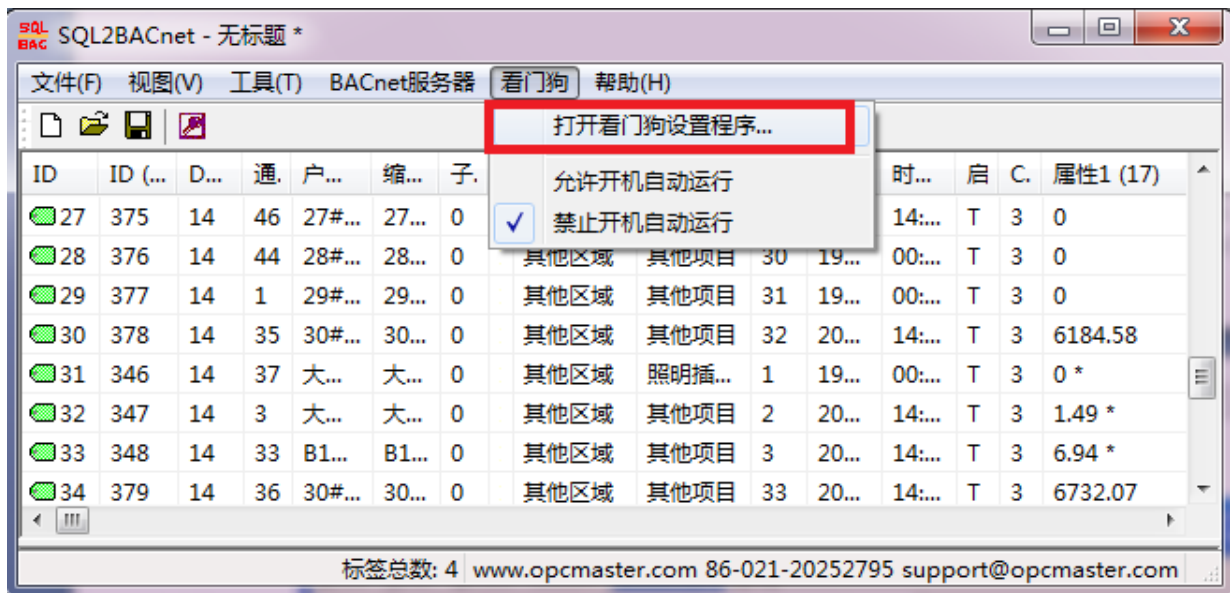 SQL BAC SQL2BACnet - 无标题 *
文件(F) 视图(V) 工具(T) BACnet服务器 看门狗 帮助(H)
打开看门狗设置程序...
允许开机自动运行
禁止开机自动运行
ID ID (... D... 通. 户... 缩... 子. 时... 启 C. 属性1 (17)
27 375 14 46 27#... 27... 0 14:... T 3 0
28 376 14 44 28#... 28... 0 其他区域 其他项目 30 19... 00:... T 3 0
29 377 14 1 29#... 29... 0 其他区域 其他项目 31 19... 00:... T 3 0
30 378 14 35 30#... 30... 0 其他区域 其他项目 32 20... 14:... T 3 6184.58
31 346 14 37 大... 大... 0 其他区域 照明插... 1 19... 00:... T 3 0 *
32 347 14 3 大... 大... 0 其他区域 其他项目 2 20... 14:... T 3 1.49 *
33 348 14 33 B1... B1... 0 其他区域 其他项目 3 20... 14:... T 3 6.94 *
34 379 14 36 30#... 30... 0 其他区域 其他项目 33 20... 14:... T 3 6732.07
标签总数: 4 www.opcmaster.com 86-021-20252795 support@opcmaster.com